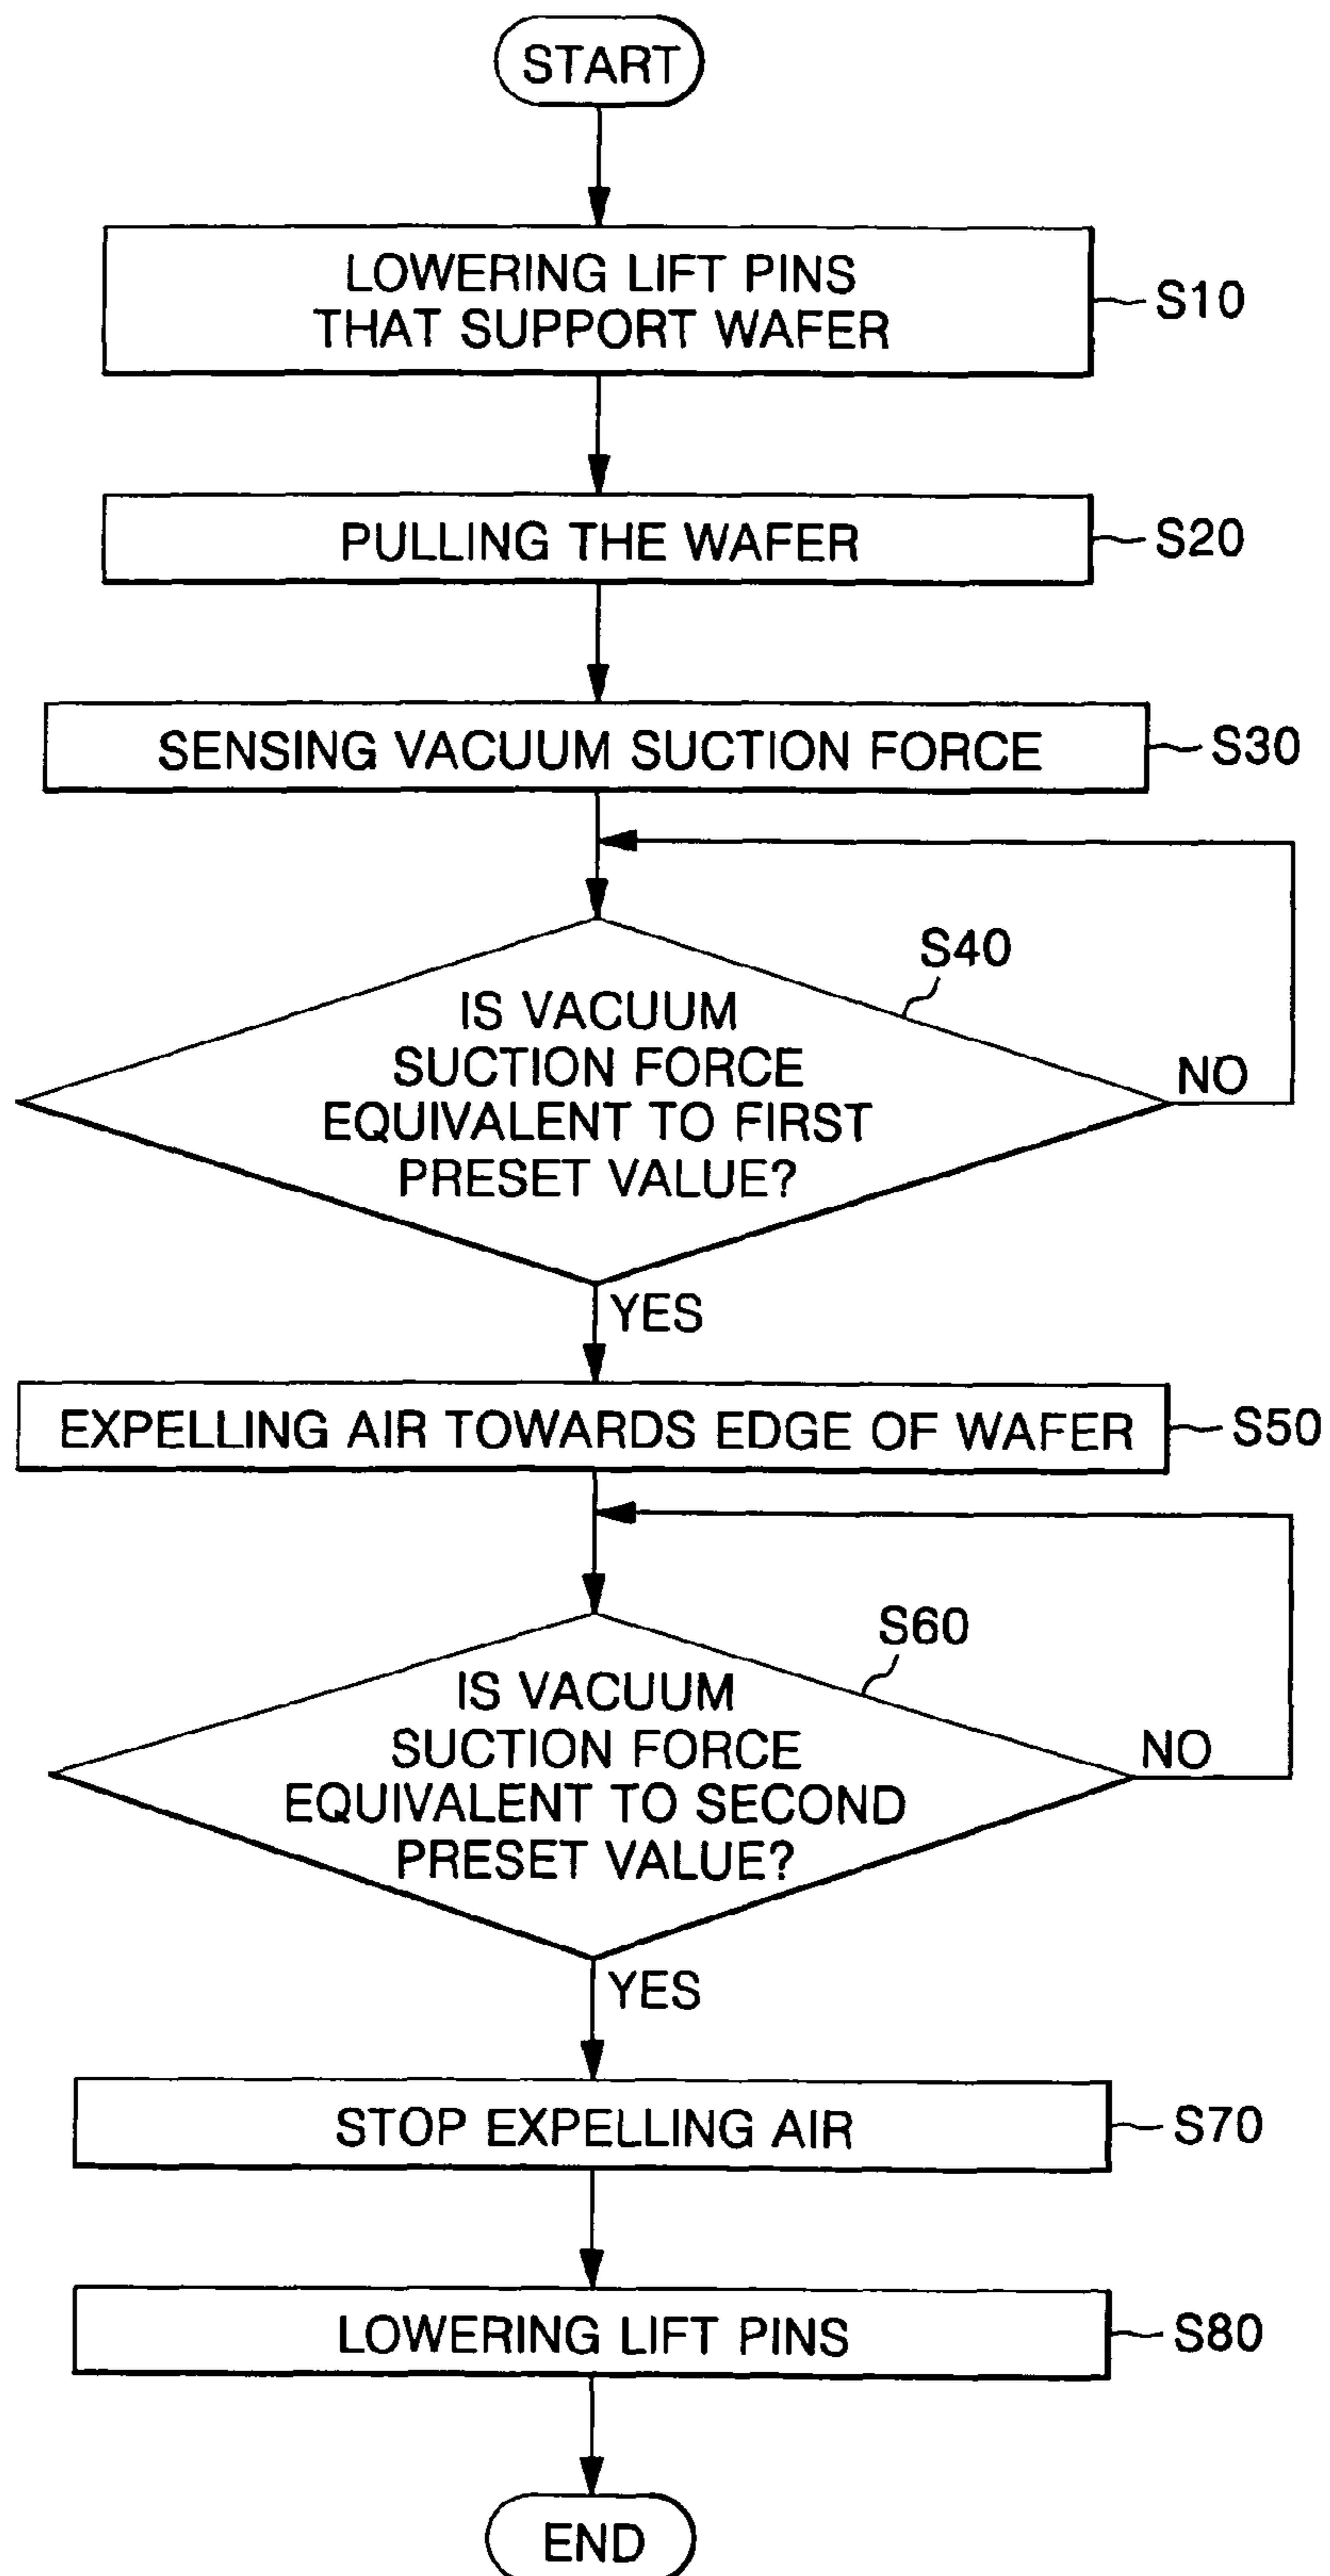 START
LOWERING LIFT PINS
THAT SUPPORT WAFER
S10
PULLING THE WAFER
S20
SENSING VACUUM SUCTION FORCE
S30
S40
IS VACUUM
SUCTION FORCE
EQUIVALENT TO FIRST
PRESET VALUE?
NO
YES
EXPELLING AIR TOWARDS EDGE OF WAFER
S50
S60
IS VACUUM
SUCTION FORCE
EQUIVALENT TO SECOND
PRESET VALUE?
NO
YES
STOP EXPELLING AIR
S70
LOWERING LIFT PINS
S80
END